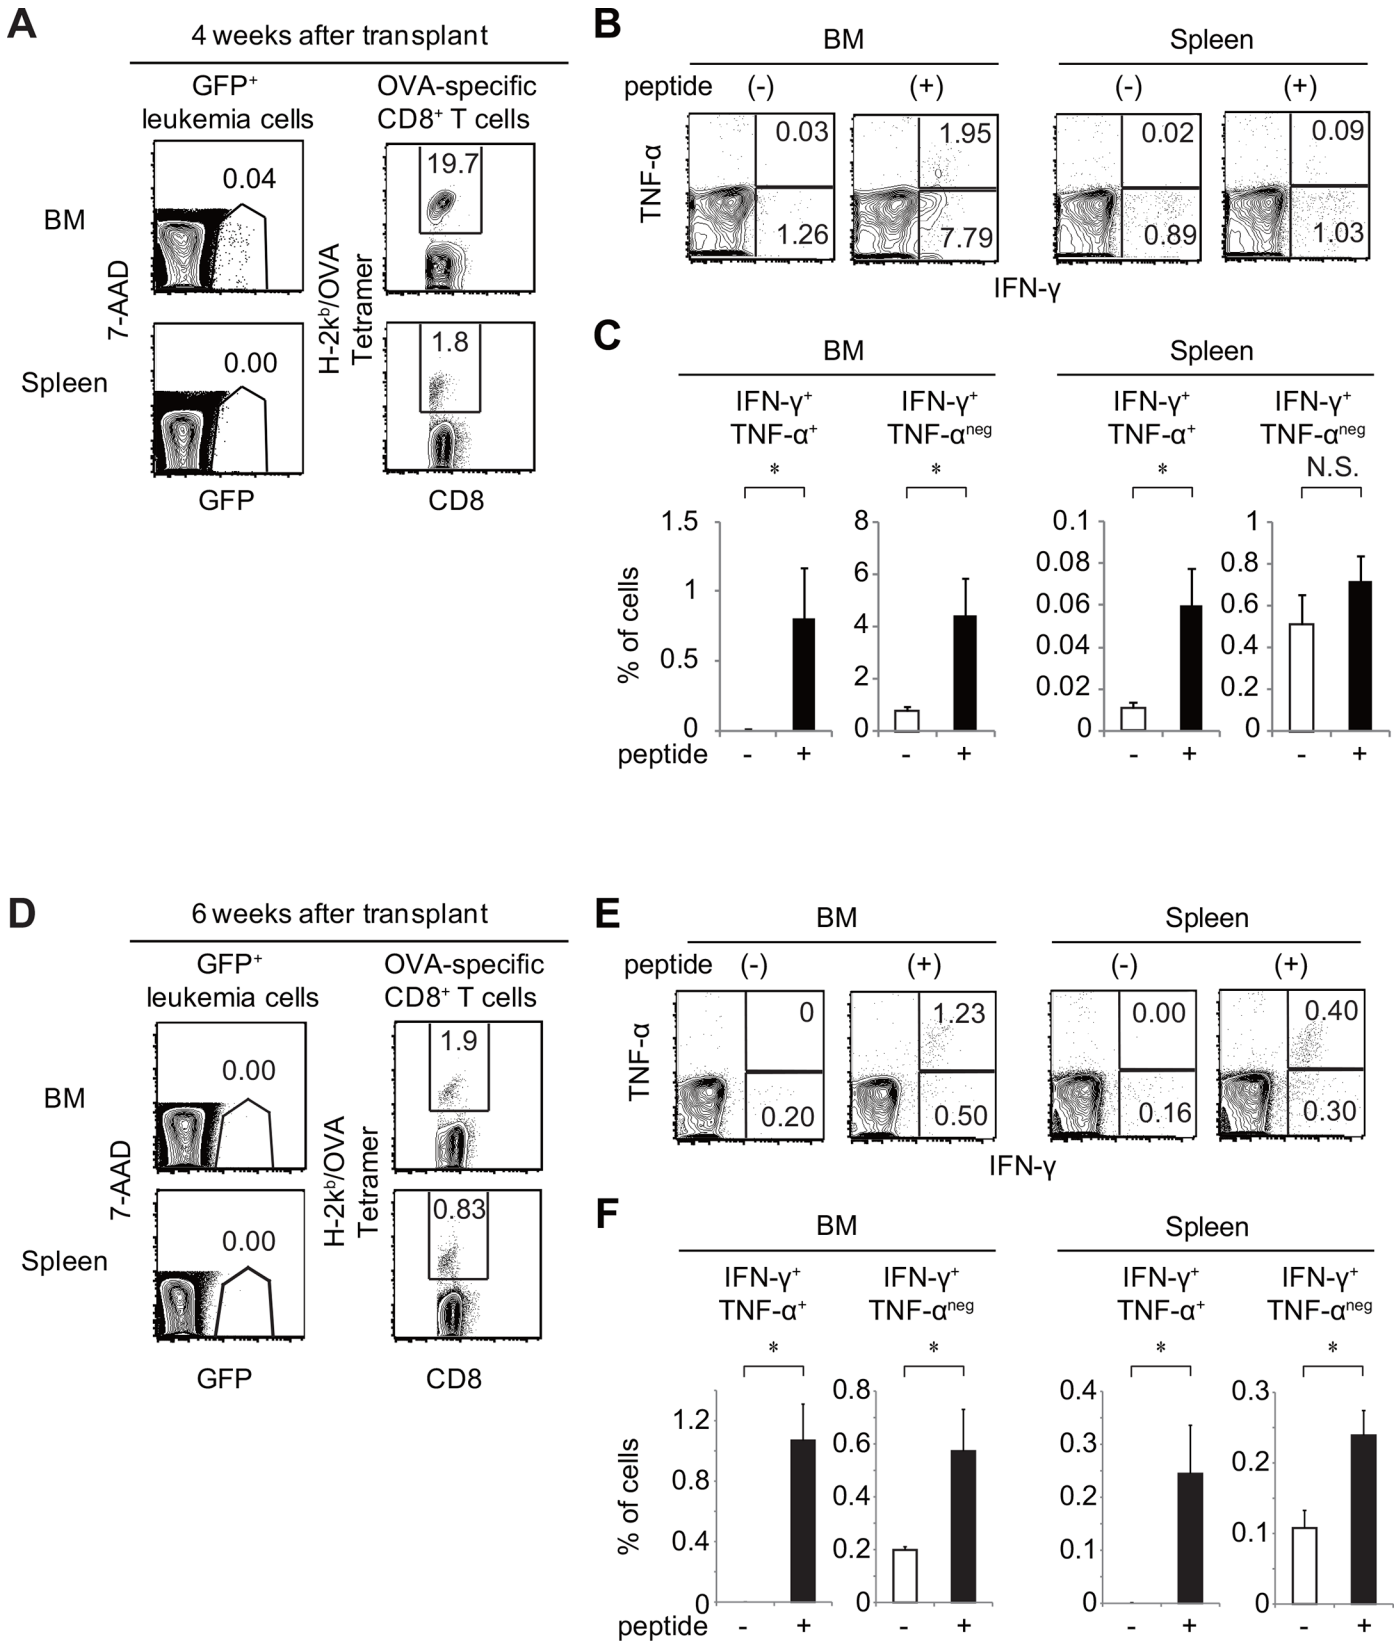 A
4 weeks after transplant
GFP⁺
leukemia cells
OVA-specific
CD8⁺ T cells
BM
0.04
19.7
Spleen
0.00
1.8
7-AAD
H-2kᵇ/OVA
Tetramer
GFP
CD8
B
BM
Spleen
peptide (-) (+) (-) (+)
TNF-α
0.03
1.95
0.02
0.09
1.26
7.79
0.89
1.03
IFN-γ
C
BM
Spleen
IFN-γ⁺
TNF-α⁺
IFN-γ⁺
TNF-αⁿᵉᵍ
IFN-γ⁺
TNF-α⁺
IFN-γ⁺
TNF-αⁿᵉᵍ
* * * N.S.
% of cells
1.5
1
0.5
0
8
6
4
2
0
0.1
0.08
0.06
0.04
0.02
0
1
0.8
0.6
0.4
0.2
0
peptide - + - + - + - +
D
6 weeks after transplant
GFP⁺
leukemia cells
OVA-specific
CD8⁺ T cells
BM
0.00
1.9
Spleen
0.00
0.83
7-AAD
H-2kᵇ/OVA
Tetramer
GFP
CD8
E
BM
Spleen
peptide (-) (+) (-) (+)
TNF-α
0
1.23
0.00
0.40
0.20
0.50
0.16
0.30
IFN-γ
F
BM
Spleen
IFN-γ⁺
TNF-α⁺
IFN-γ⁺
TNF-αⁿᵉᵍ
IFN-γ⁺
TNF-α⁺
IFN-γ⁺
TNF-αⁿᵉᵍ
* * * *
% of cells
1.2
0.8
0.4
0
0.8
0.6
0.4
0.2
0
0.4
0.3
0.2
0.1
0
0.3
0.2
0.1
0
peptide - + - + - + - +